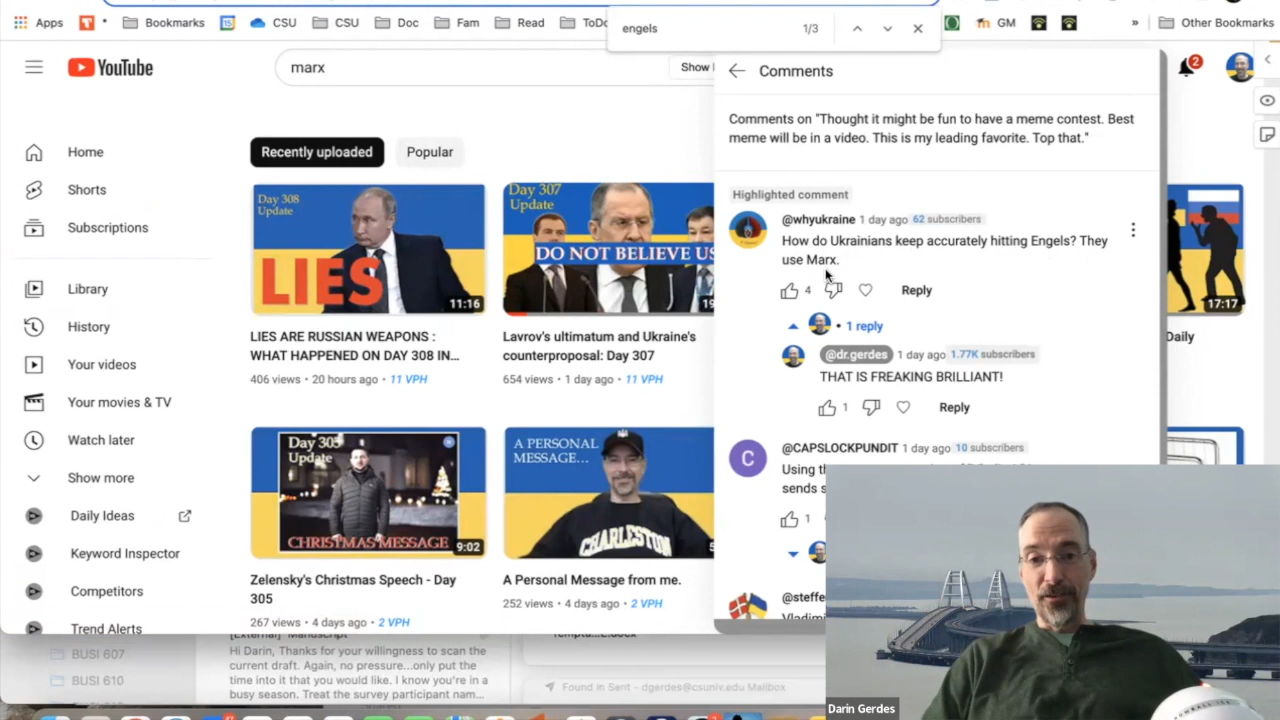 Apps
Bookmarks
CSU
CSU
Doc
Fam
Read
ToDo
GM
»
Other Bookmarks
engels
1/3
YouTube
marx
Show
2
Home
Shorts
Subscriptions
Library
History
Your videos
Your movies & TV
Watch later
Show more
Daily Ideas
Keyword Inspector
Competitors
Trend Alerts
Recently uploaded
Popular
Day 308
Update
LIES
11:16
LIES ARE RUSSIAN WEAPONS :
WHAT HAPPENED ON DAY 308 IN...
406 views • 20 hours ago • 11 VPH
Day 307
Update
DO NOT BELIEVE US
19
Lavrov's ultimatum and Ukraine's
counterproposal: Day 307
654 views • 1 day ago • 11 VPH
17:17
Daily
Day 305
Update
CHRISTMAS MESSAGE
9:02
Zelensky's Christmas Speech - Day
305
267 views • 4 days ago • 2 VPH
A PERSONAL
MESSAGE...
CHARLESTON
A Personal Message from me.
252 views • 4 days ago • 2 VPH
Comments
Comments on "Thought it might be fun to have a meme contest. Best
meme will be in a video. This is my leading favorite. Top that."
Highlighted comment
@whyukraine 1 day ago 62 subscribers
How do Ukrainians keep accurately hitting Engels? They
use Marx.
4
Reply
• 1 reply
@dr.gerdes 1 day ago 1.77K subscribers
THAT IS FREAKING BRILLIANT!
1
Reply
C
@CAPSLOCKPUNDIT 1 day ago 10 subscribers
Using th
sends s
1
@steffe
Vladimi
BUSI 607
BUSI 610
[External] Manuscript
Hi Darin, Thanks for your willingness to scan the
current draft. Again, no pressure...only put the
time into it that you would like. I know you're in a
busy season. Treat the survey participant nam...
Found in Sent - dgerdes@csuniv.edu Mailbox
Darin Gerdes